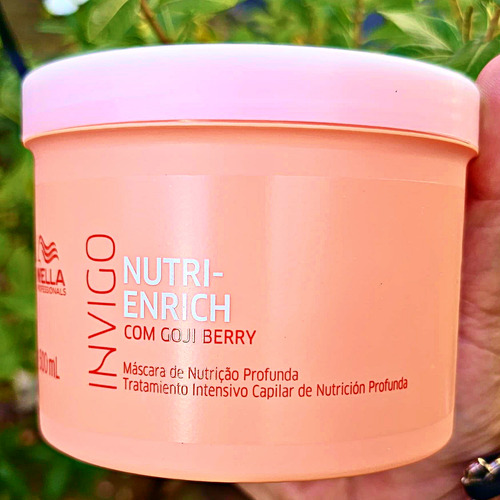 WELLA
PROFESSIONALS
500 mL
INVIGO
NUTRI-
ENRICH
COM GOJI BERRY
Máscara de Nutrição Profunda
Tratamiento Intensivo Capilar de Nutrición Profunda